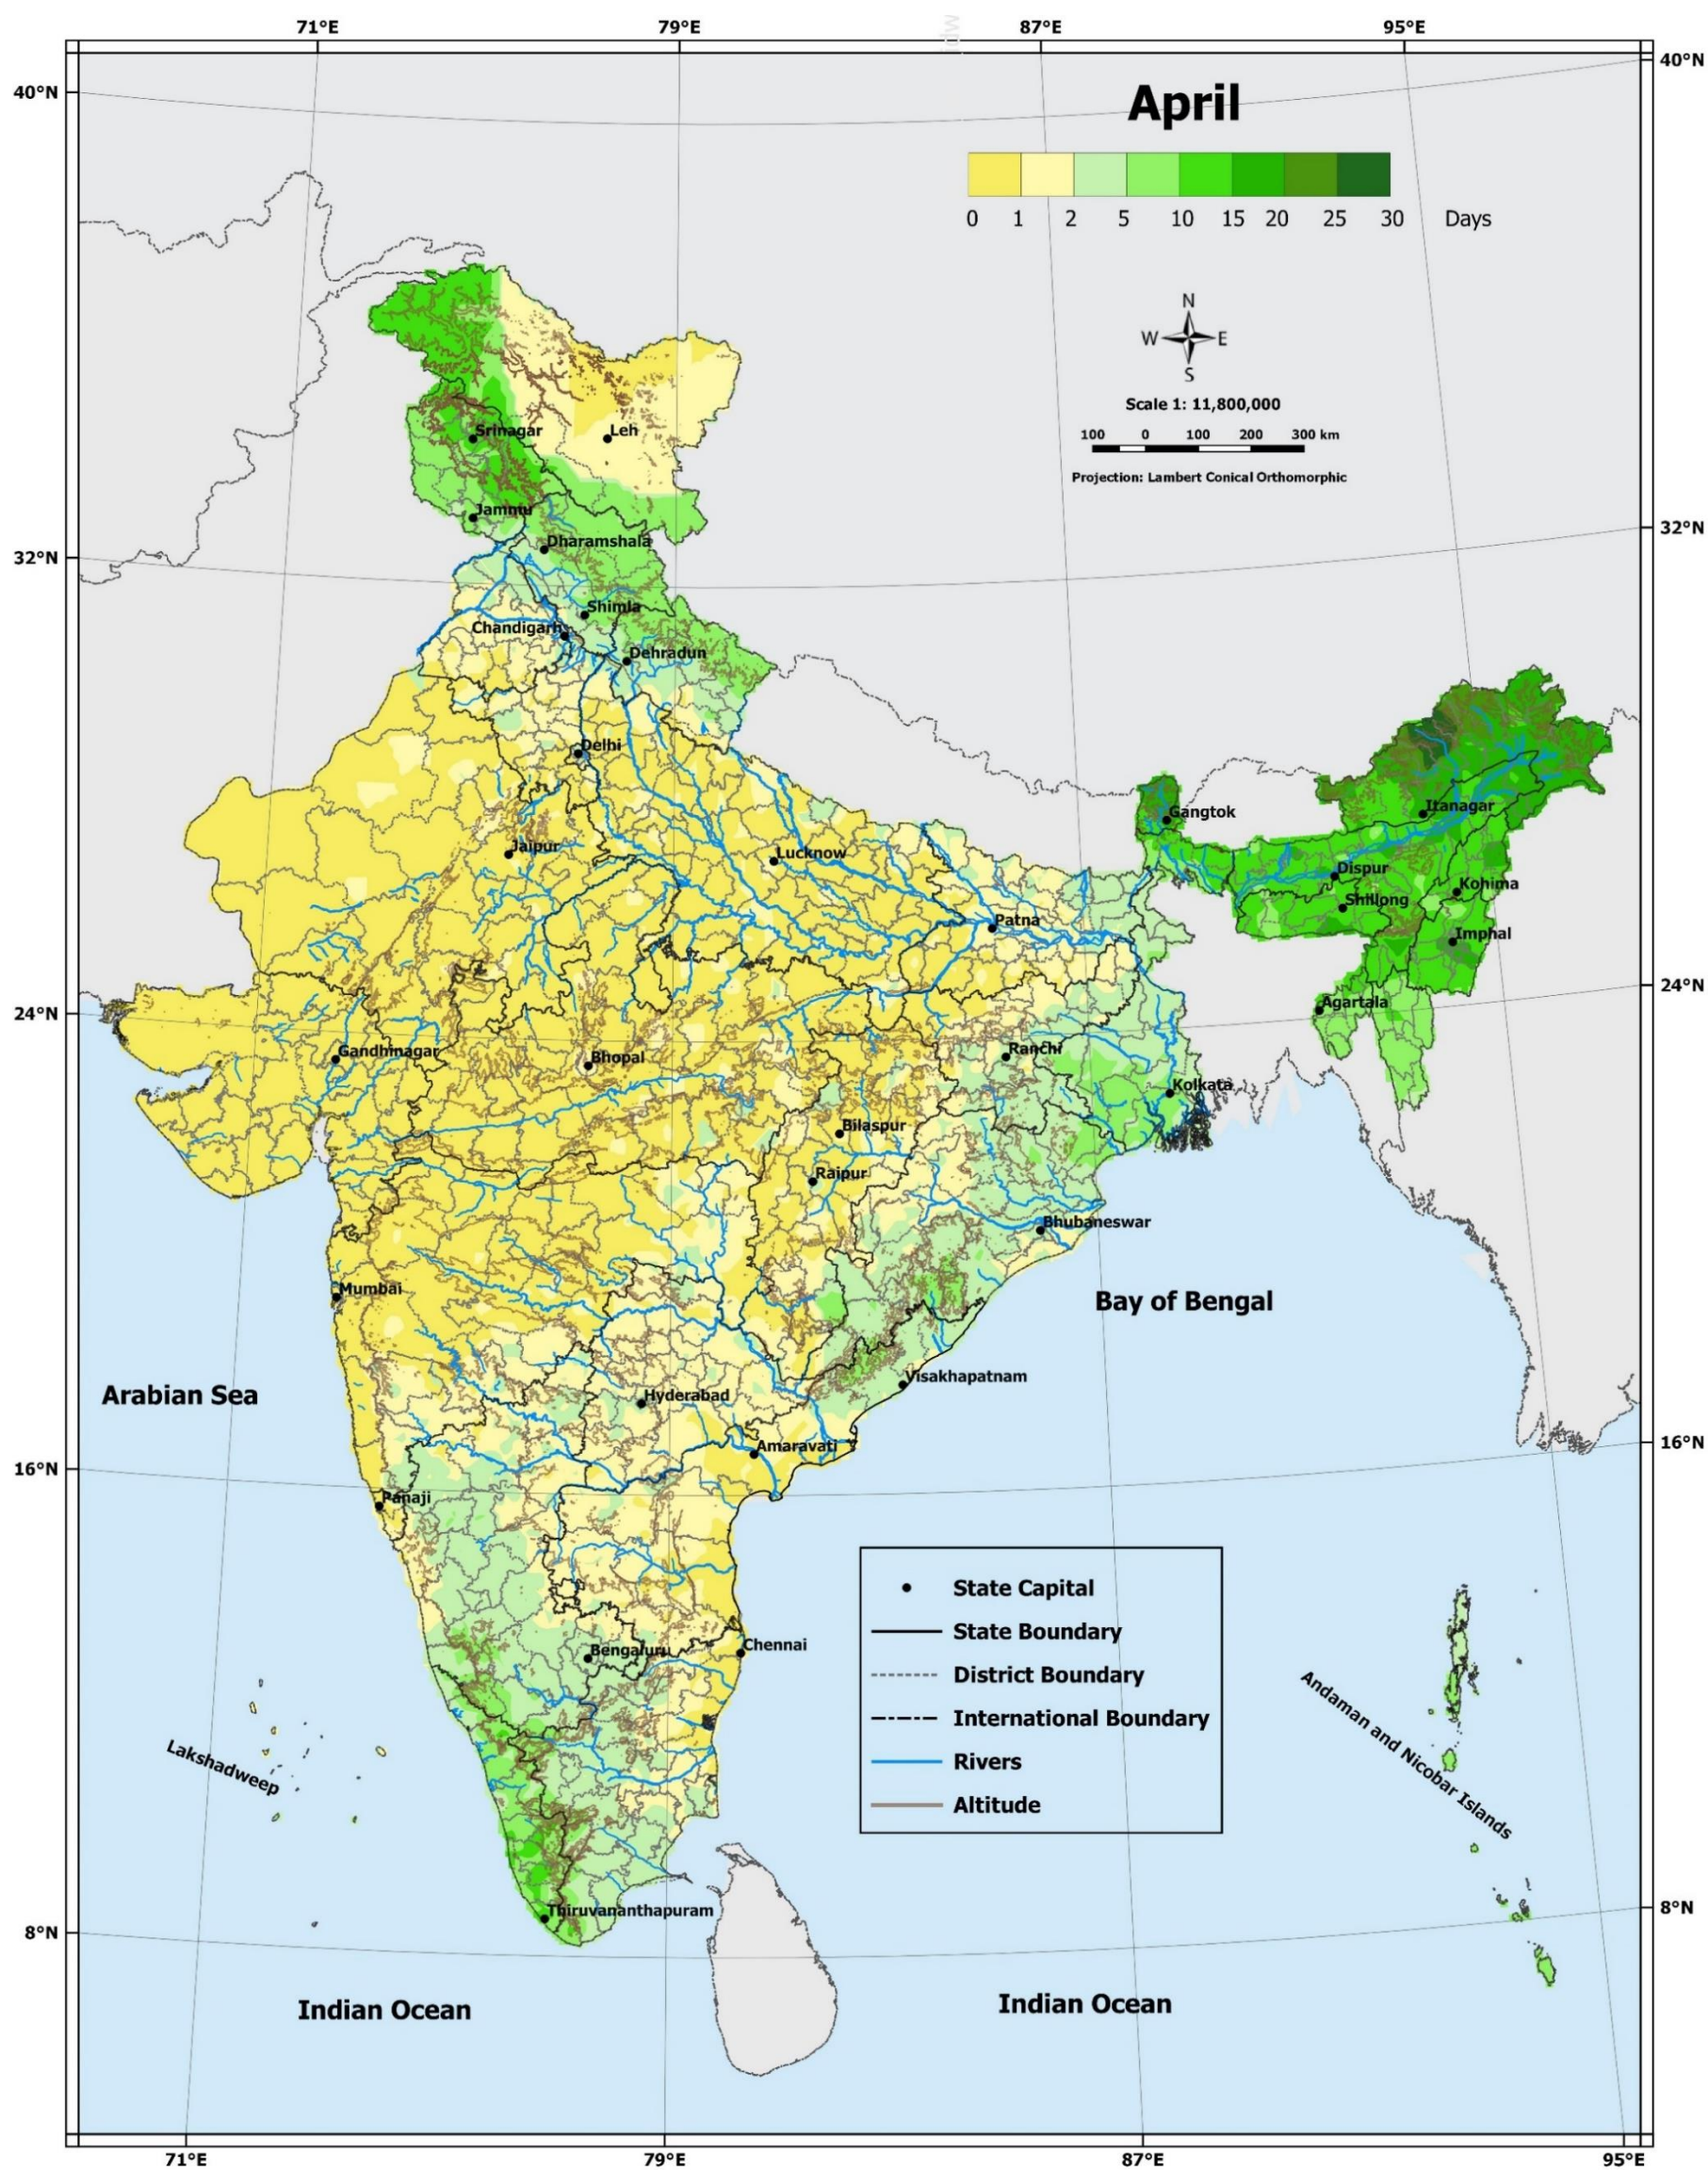 71°E 79°E 87°E 95°E
idw
40°N 40°N
April
0 1 2 5 10 15 20 25 30 Days
N
W E
S
Scale 1: 11,800,000
100 0 100 200 300 km
Projection: Lambert Conical Orthomorphic
Srinagar
Leh
Jammu
32°N 32°N
Dharamshala
Shimla
Chandigarh
Dehradun
Delhi
Itanagar
Gangtok
Jaipur
Lucknow
Dispur
Kohima
Shillong
Patna
Imphal
24°N 24°N
Agartala
Gandhinagar
Bhopal
Ranchi
Kolkata
Bilaspur
Raipur
Bhubaneswar
Mumbai
Bay of Bengal
Arabian Sea
Visakhapatnam
Hyderabad
Amaravati
16°N 16°N
Panaji
State Capital
State Boundary
District Boundary
International Boundary
Rivers
Altitude
Bengaluru
Chennai
Andaman and Nicobar Islands
Lakshadweep
Thiruvananthapuram
8°N 8°N
Indian Ocean
Indian Ocean
71°E 79°E 87°E 95°E